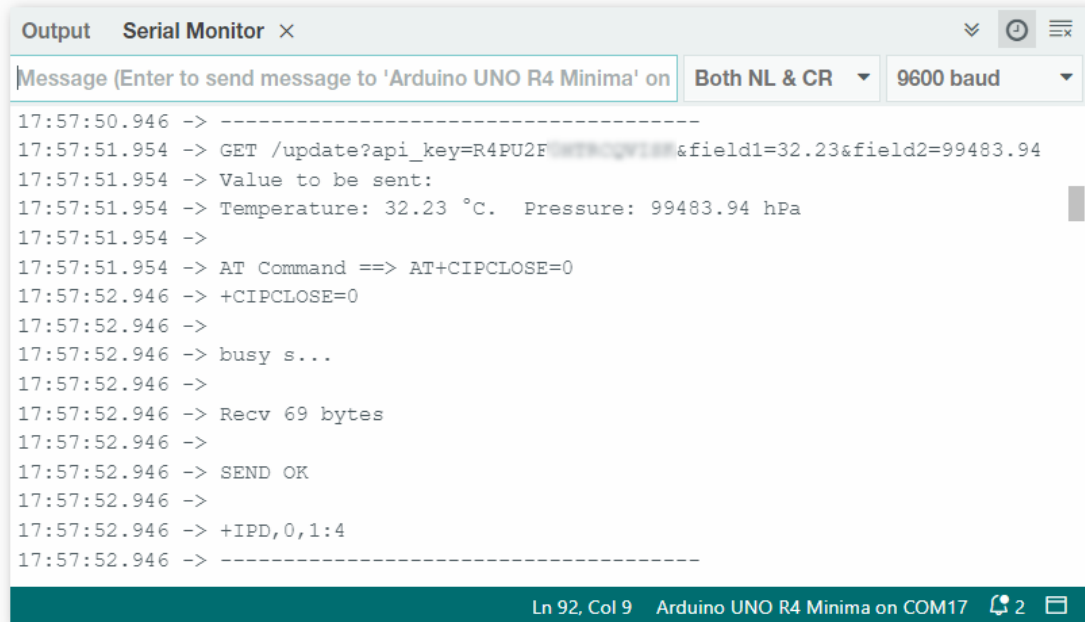 Output Serial Monitor ×
Message (Enter to send message to 'Arduino UNO R4 Minima' on Both NL & CR 9600 baud
17:57:50.946 -> --------------------------------------
17:57:51.954 -> GET /update?api_key=R4PU2F &field1=32.23&field2=99483.94
17:57:51.954 -> Value to be sent:
17:57:51.954 -> Temperature: 32.23 °C.  Pressure: 99483.94 hPa
17:57:51.954 ->
17:57:51.954 -> AT Command ==> AT+CIPCLOSE=0
17:57:52.946 -> +CIPCLOSE=0
17:57:52.946 ->
17:57:52.946 -> busy s...
17:57:52.946 ->
17:57:52.946 -> Recv 69 bytes
17:57:52.946 ->
17:57:52.946 -> SEND OK
17:57:52.946 ->
17:57:52.946 -> +IPD,0,1:4
17:57:52.946 -> --------------------------------------
Ln 92, Col 9 Arduino UNO R4 Minima on COM17 2